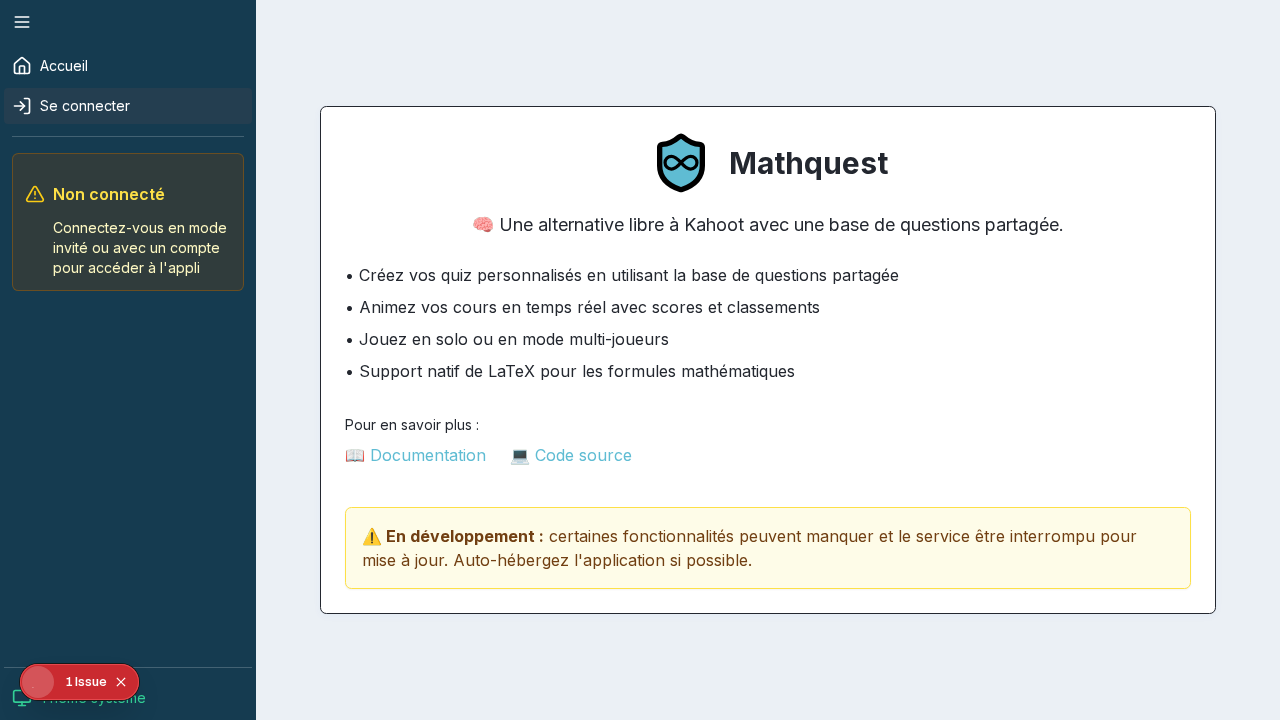 Accueil
Se connecter
Non connecté
Connectez-vous en mode
invité ou avec un compte
pour accéder à l'appli
Mathquest
🧠 Une alternative libre à Kahoot avec une base de questions partagée.
• Créez vos quiz personnalisés en utilisant la base de questions partagée
• Animez vos cours en temps réel avec scores et classements
• Jouez en solo ou en mode multi-joueurs
• Support natif de LaTeX pour les formules mathématiques
Pour en savoir plus :
📖 Documentation 💻 Code source
⚠️ En développement : certaines fonctionnalités peuvent manquer et le service être interrompu pour
mise à jour. Auto-hébergez l'application si possible.
1 Issue
Thème système